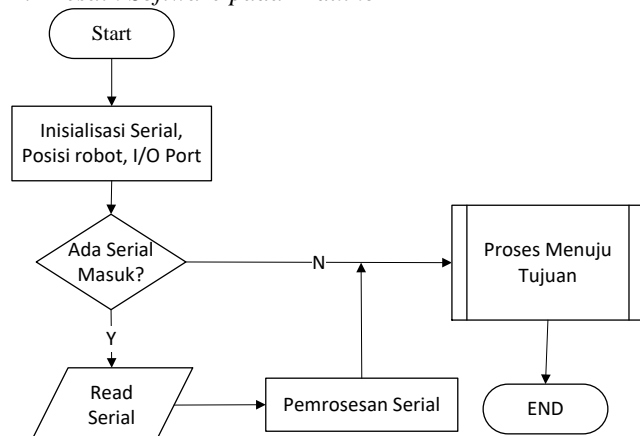 Start
Inisialisasi Serial,
Posisi robot, I/O Port
Ada Serial
Masuk?
N
Proses Menuju
Tujuan
Y
Read
Serial
Pemrosesan Serial
END